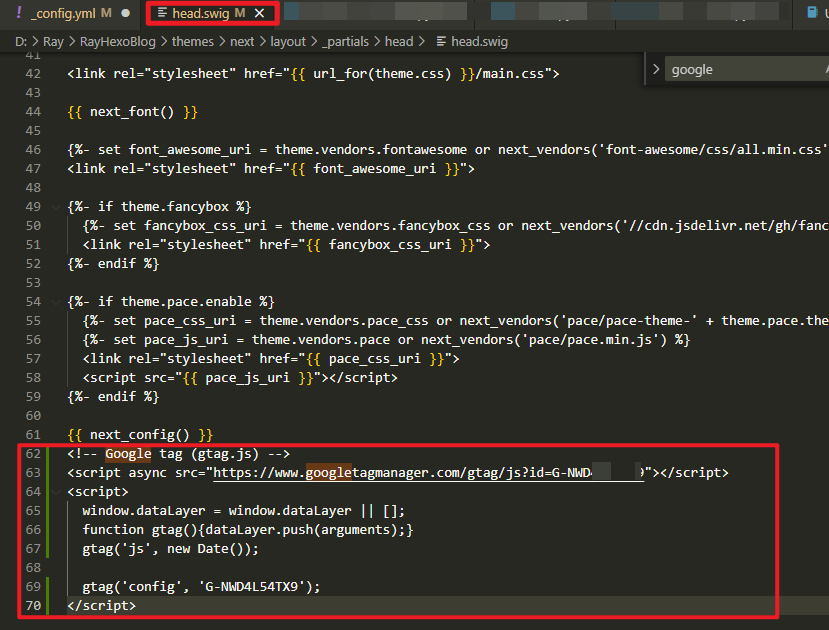 _config.yml M
head.swig M
D: > Ray > RayHexoBlog > themes > next > layout > _partials > head > head.swig
google
41
42 <link rel="stylesheet" href="{{ url_for(theme.css) }}/main.css">
43
44 {{ next_font() }}
45
46 {%- set font_awesome_uri = theme.vendors.fontawesome or next_vendors('font-awesome/css/all.min.css'
47 <link rel="stylesheet" href="{{ font_awesome_uri }}">
48
49 {%- if theme.fancybox %}
50 {%- set fancybox_css_uri = theme.vendors.fancybox_css or next_vendors('//cdn.jsdelivr.net/gh/fanc
51 <link rel="stylesheet" href="{{ fancybox_css_uri }}">
52 {%- endif %}
53
54 {%- if theme.pace.enable %}
55 {%- set pace_css_uri = theme.vendors.pace_css or next_vendors('pace/pace-theme-' + theme.pace.the
56 {%- set pace_js_uri = theme.vendors.pace or next_vendors('pace/pace.min.js') %}
57 <link rel="stylesheet" href="{{ pace_css_uri }}">
58 <script src="{{ pace_js_uri }}"></script>
59 {%- endif %}
60
61 {{ next_config() }}
62 <!-- Google tag (gtag.js) -->
63 <script async src="https://www.googletagmanager.com/gtag/js?id=G-NWD 9"></script>
64 <script>
65 window.dataLayer = window.dataLayer || [];
66 function gtag(){dataLayer.push(arguments);}
67 gtag('js', new Date());
68
69 gtag('config', 'G-NWD4L54TX9');
70 </script>